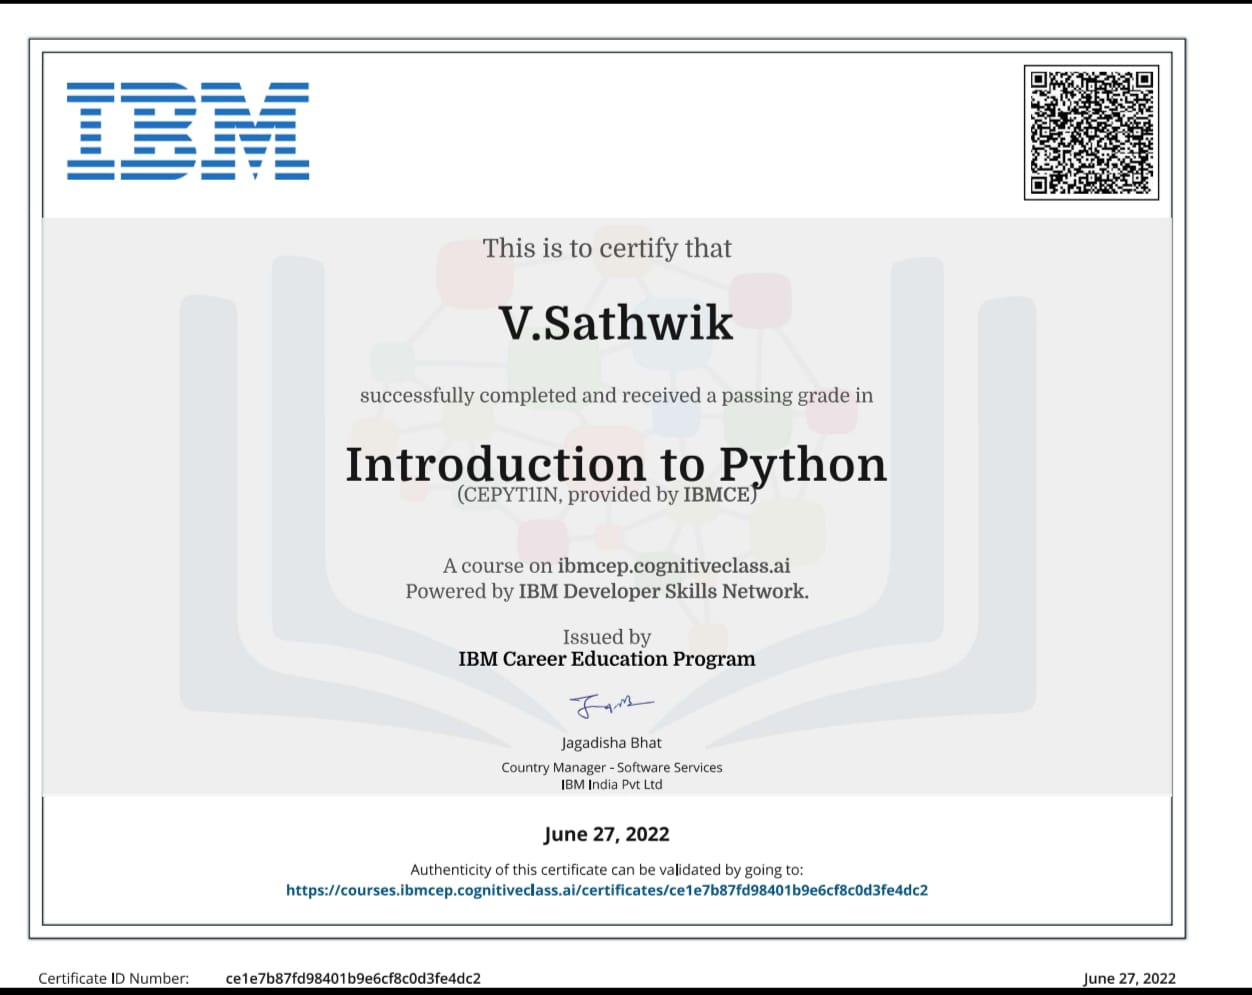 IBM
This is to certify that
V.Sathwik
successfully completed and received a passing grade in
Introduction to Python
(CEPYT1IN, provided by IBMCE)
A course on ibmcep.cognitiveclass.ai
Powered by IBM Developer Skills Network.
Issued by
IBM Career Education Program
Jagadisha Bhat
Country Manager - Software Services
IBM India Pvt Ltd
June 27, 2022
Authenticity of this certificate can be validated by going to:
https://courses.ibmcep.cognitiveclass.ai/certificates/ce1e7b87fd98401b9e6cf8c0d3fe4dc2
Certificate ID Number: ce1e7b87fd98401b9e6cf8c0d3fe4dc2 June 27, 2022